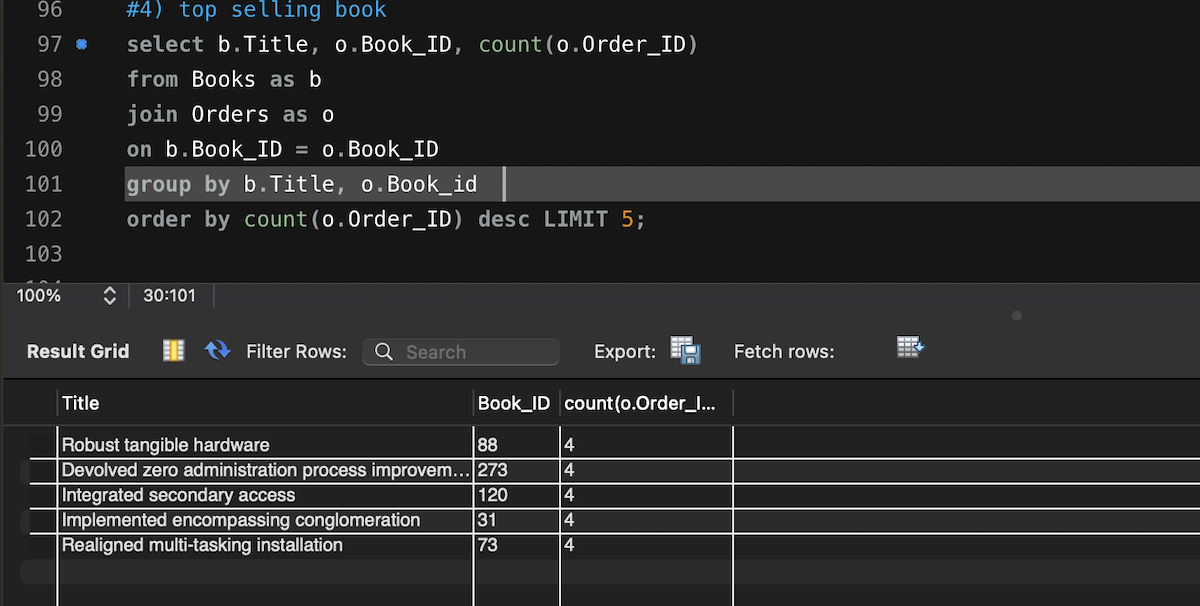 96 #4) top selling book
97 select b.Title, o.Book_ID, count(o.Order_ID)
98 from Books as b
99 join Orders as o
100 on b.Book_ID = o.Book_ID
101 group by b.Title, o.Book_id
102 order by count(o.Order_ID) desc LIMIT 5;
103
100% 30:101
Result Grid Filter Rows: Search Export: Fetch rows:
Title Book_ID count(o.Order_I...
Robust tangible hardware 88 4
Devolved zero administration process improvem... 273 4
Integrated secondary access 120 4
Implemented encompassing conglomeration 31 4
Realigned multi-tasking installation 73 4